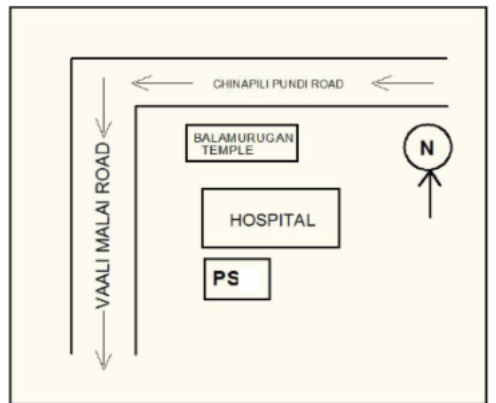 CHINAPILI PUNDI ROAD
BALAMURUGAN
TEMPLE
N
VAALI MALAI ROAD
HOSPITAL
PS